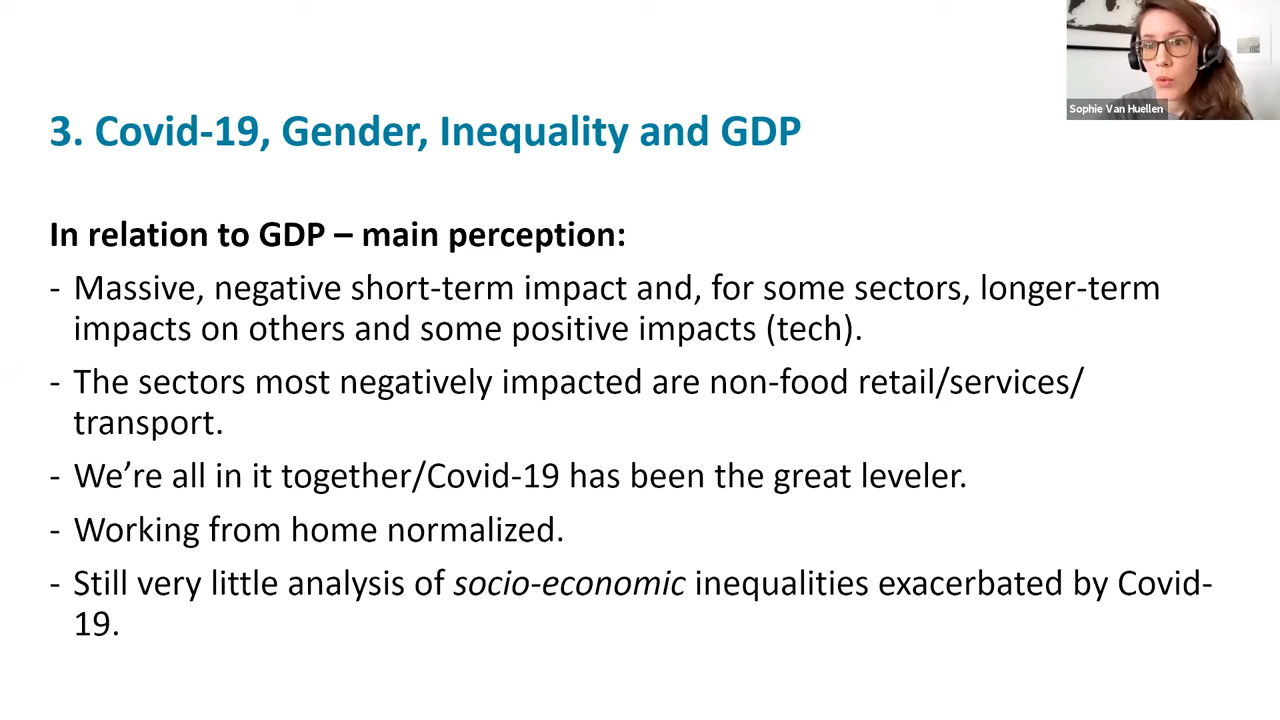 Sophie Van Huellen
3. Covid-19, Gender, Inequality and GDP
In relation to GDP – main perception:
- Massive, negative short-term impact and, for some sectors, longer-term
impacts on others and some positive impacts (tech).
- The sectors most negatively impacted are non-food retail/services/
transport.
- We’re all in it together/Covid-19 has been the great leveler.
- Working from home normalized.
- Still very little analysis of socio-economic inequalities exacerbated by Covid-
19.